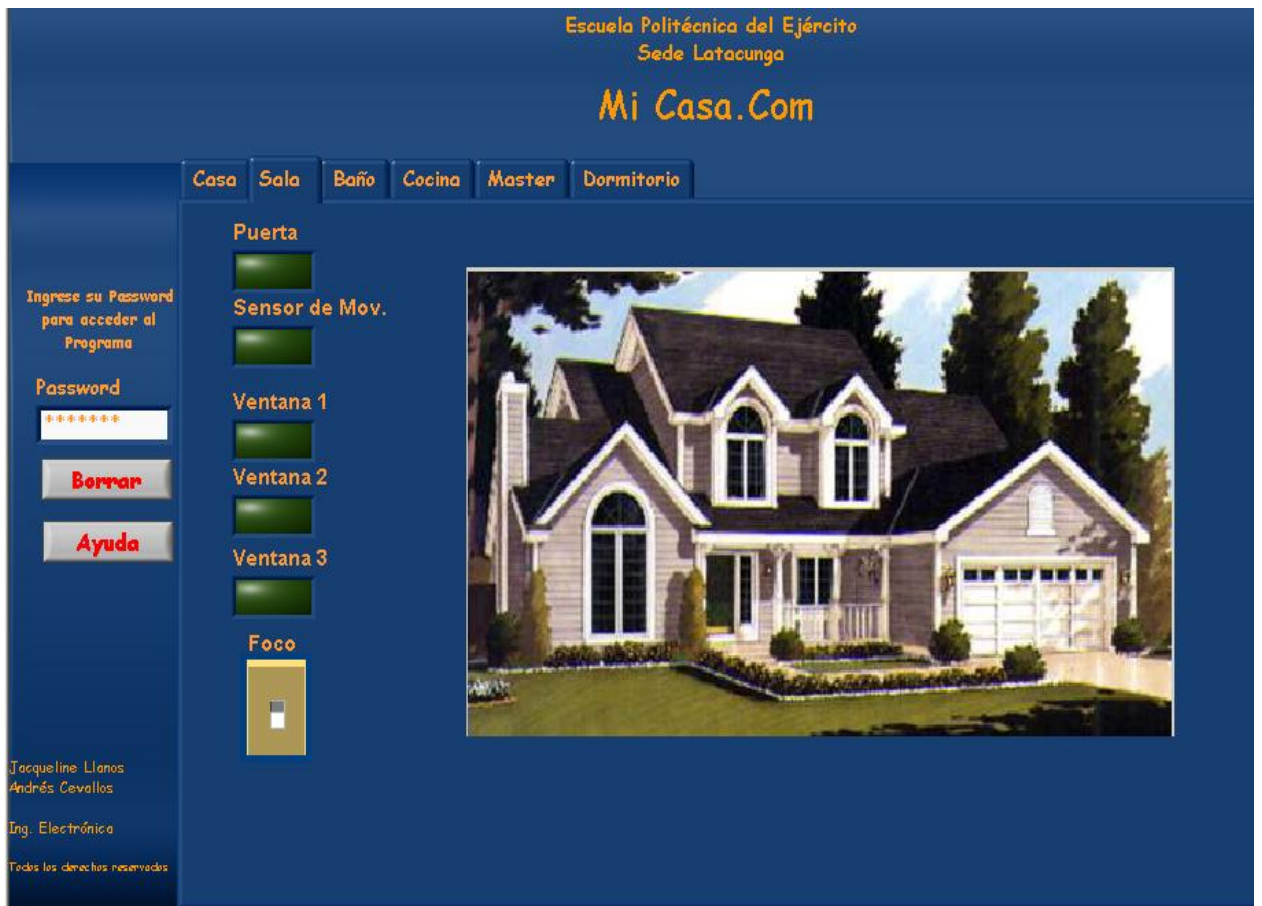 Escuela Politécnica del Ejército
Sede Latacunga
Mi Casa.Com
Casa Sala Baño Cocina Master Dormitorio
Ingrese su Password
para acceder al
Programa
Password
*******
Borrar
Ayuda
Puerta
Sensor de Mov.
Ventana 1
Ventana 2
Ventana 3
Foco
Jacqueline Llanos
Andrés Cevallos
Ing. Electrónica
Todos los derechos reservados